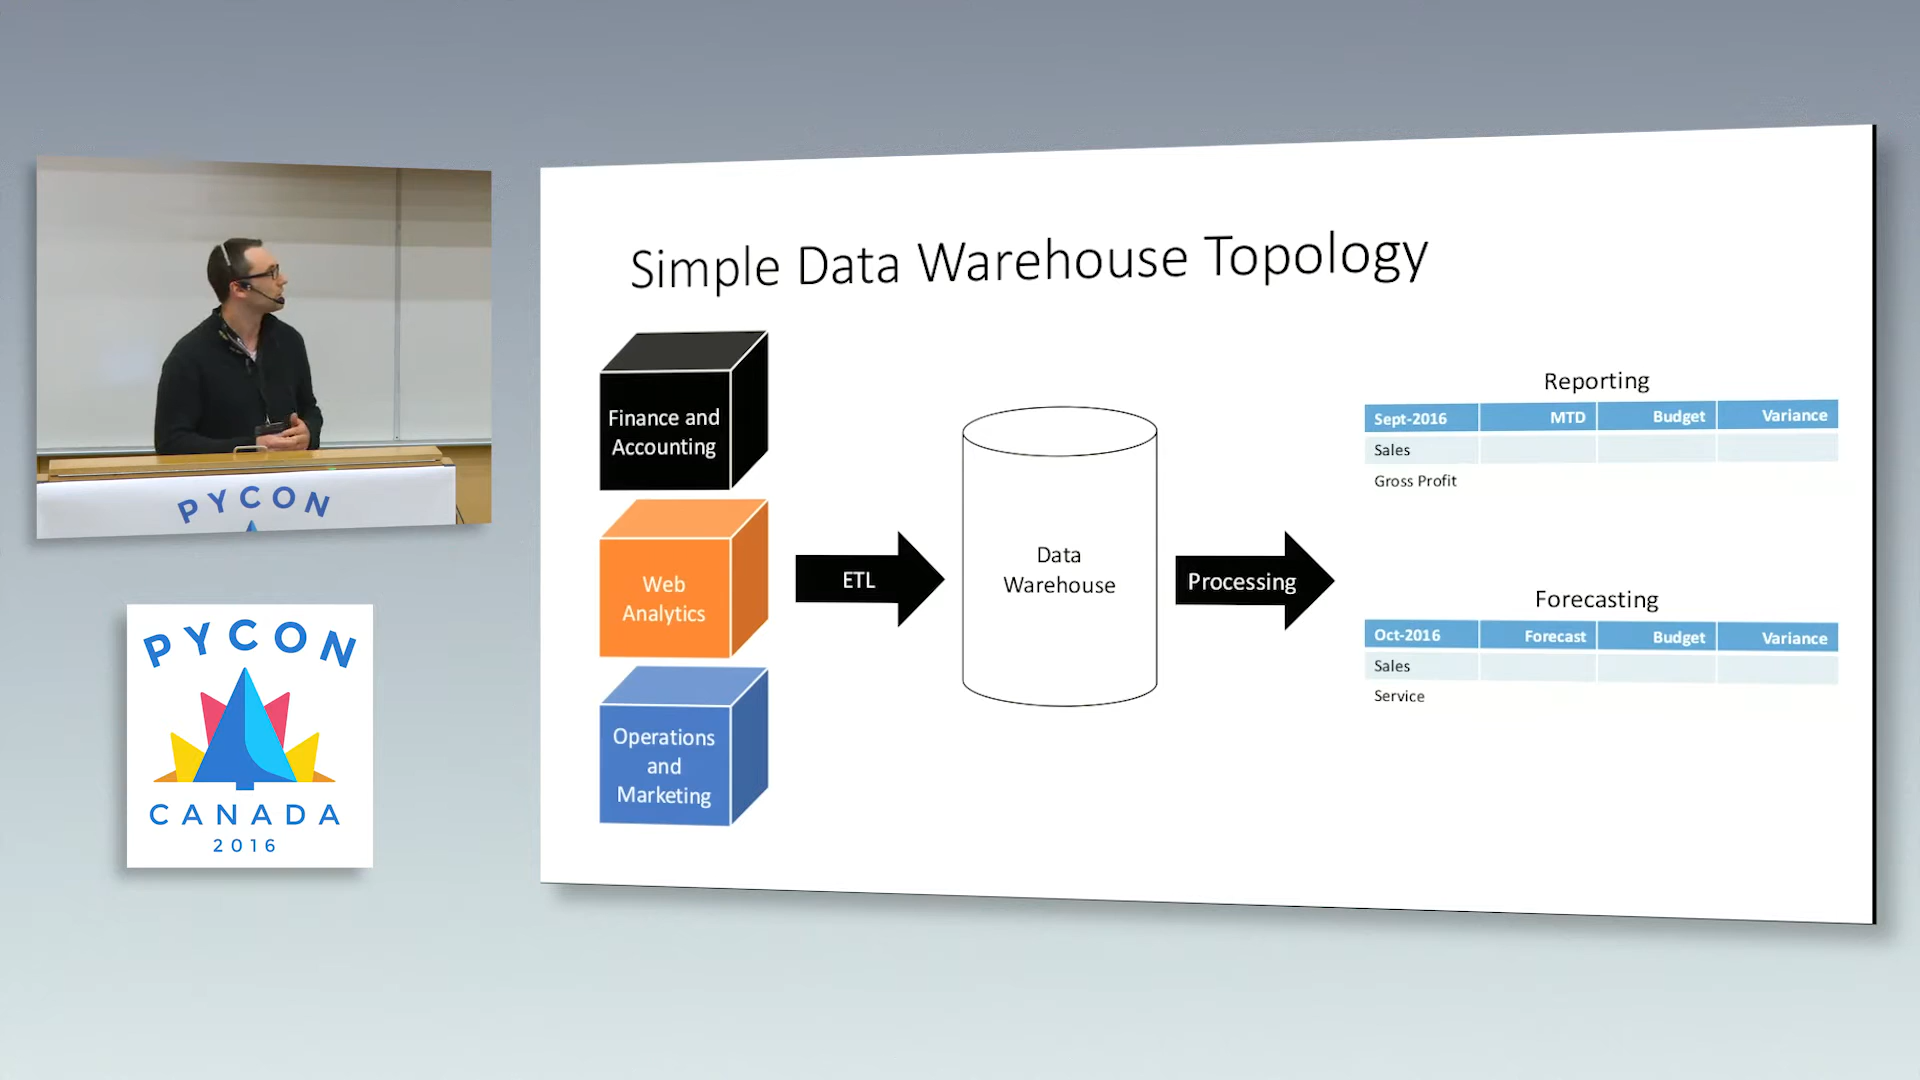 Simple Data Warehouse Topology
Finance and
Accounting
Web
Analytics
Operations
and
Marketing
ETL
Data
Warehouse
Processing
Reporting
Sept-2016 MTD Budget Variance
Sales
Gross Profit
Forecasting
Oct-2016 Forecast Budget Variance
Sales
Service
PYCON
PYCON
CANADA
2016